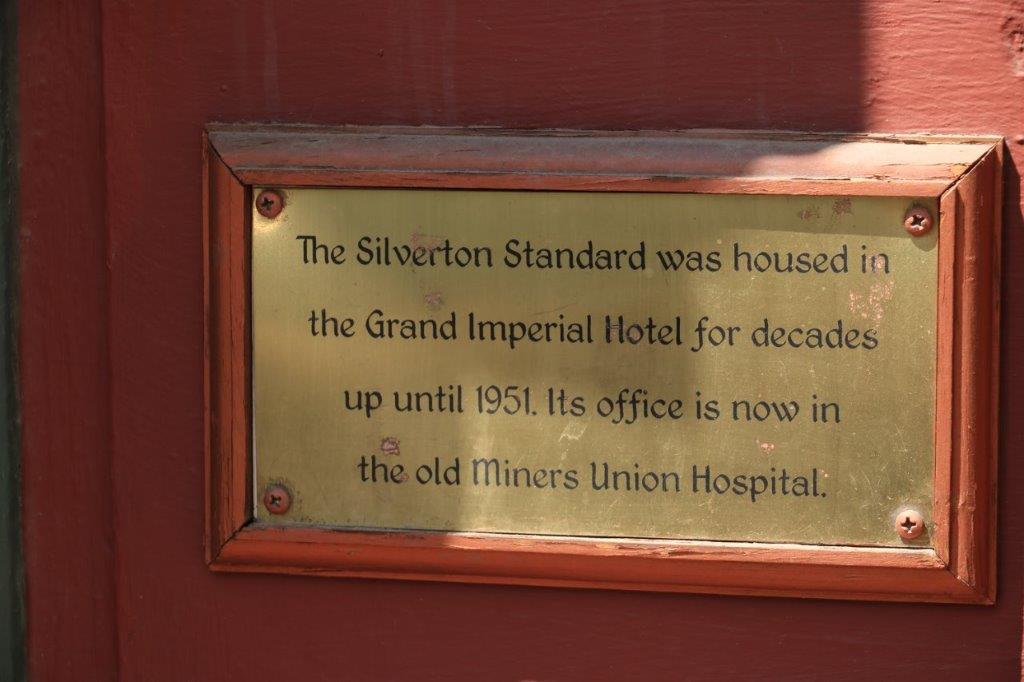 The Silverton Standard was housed in
the Grand Imperial Hotel for decades
up until 1951. Its office is now in
the old Miners Union Hospital.